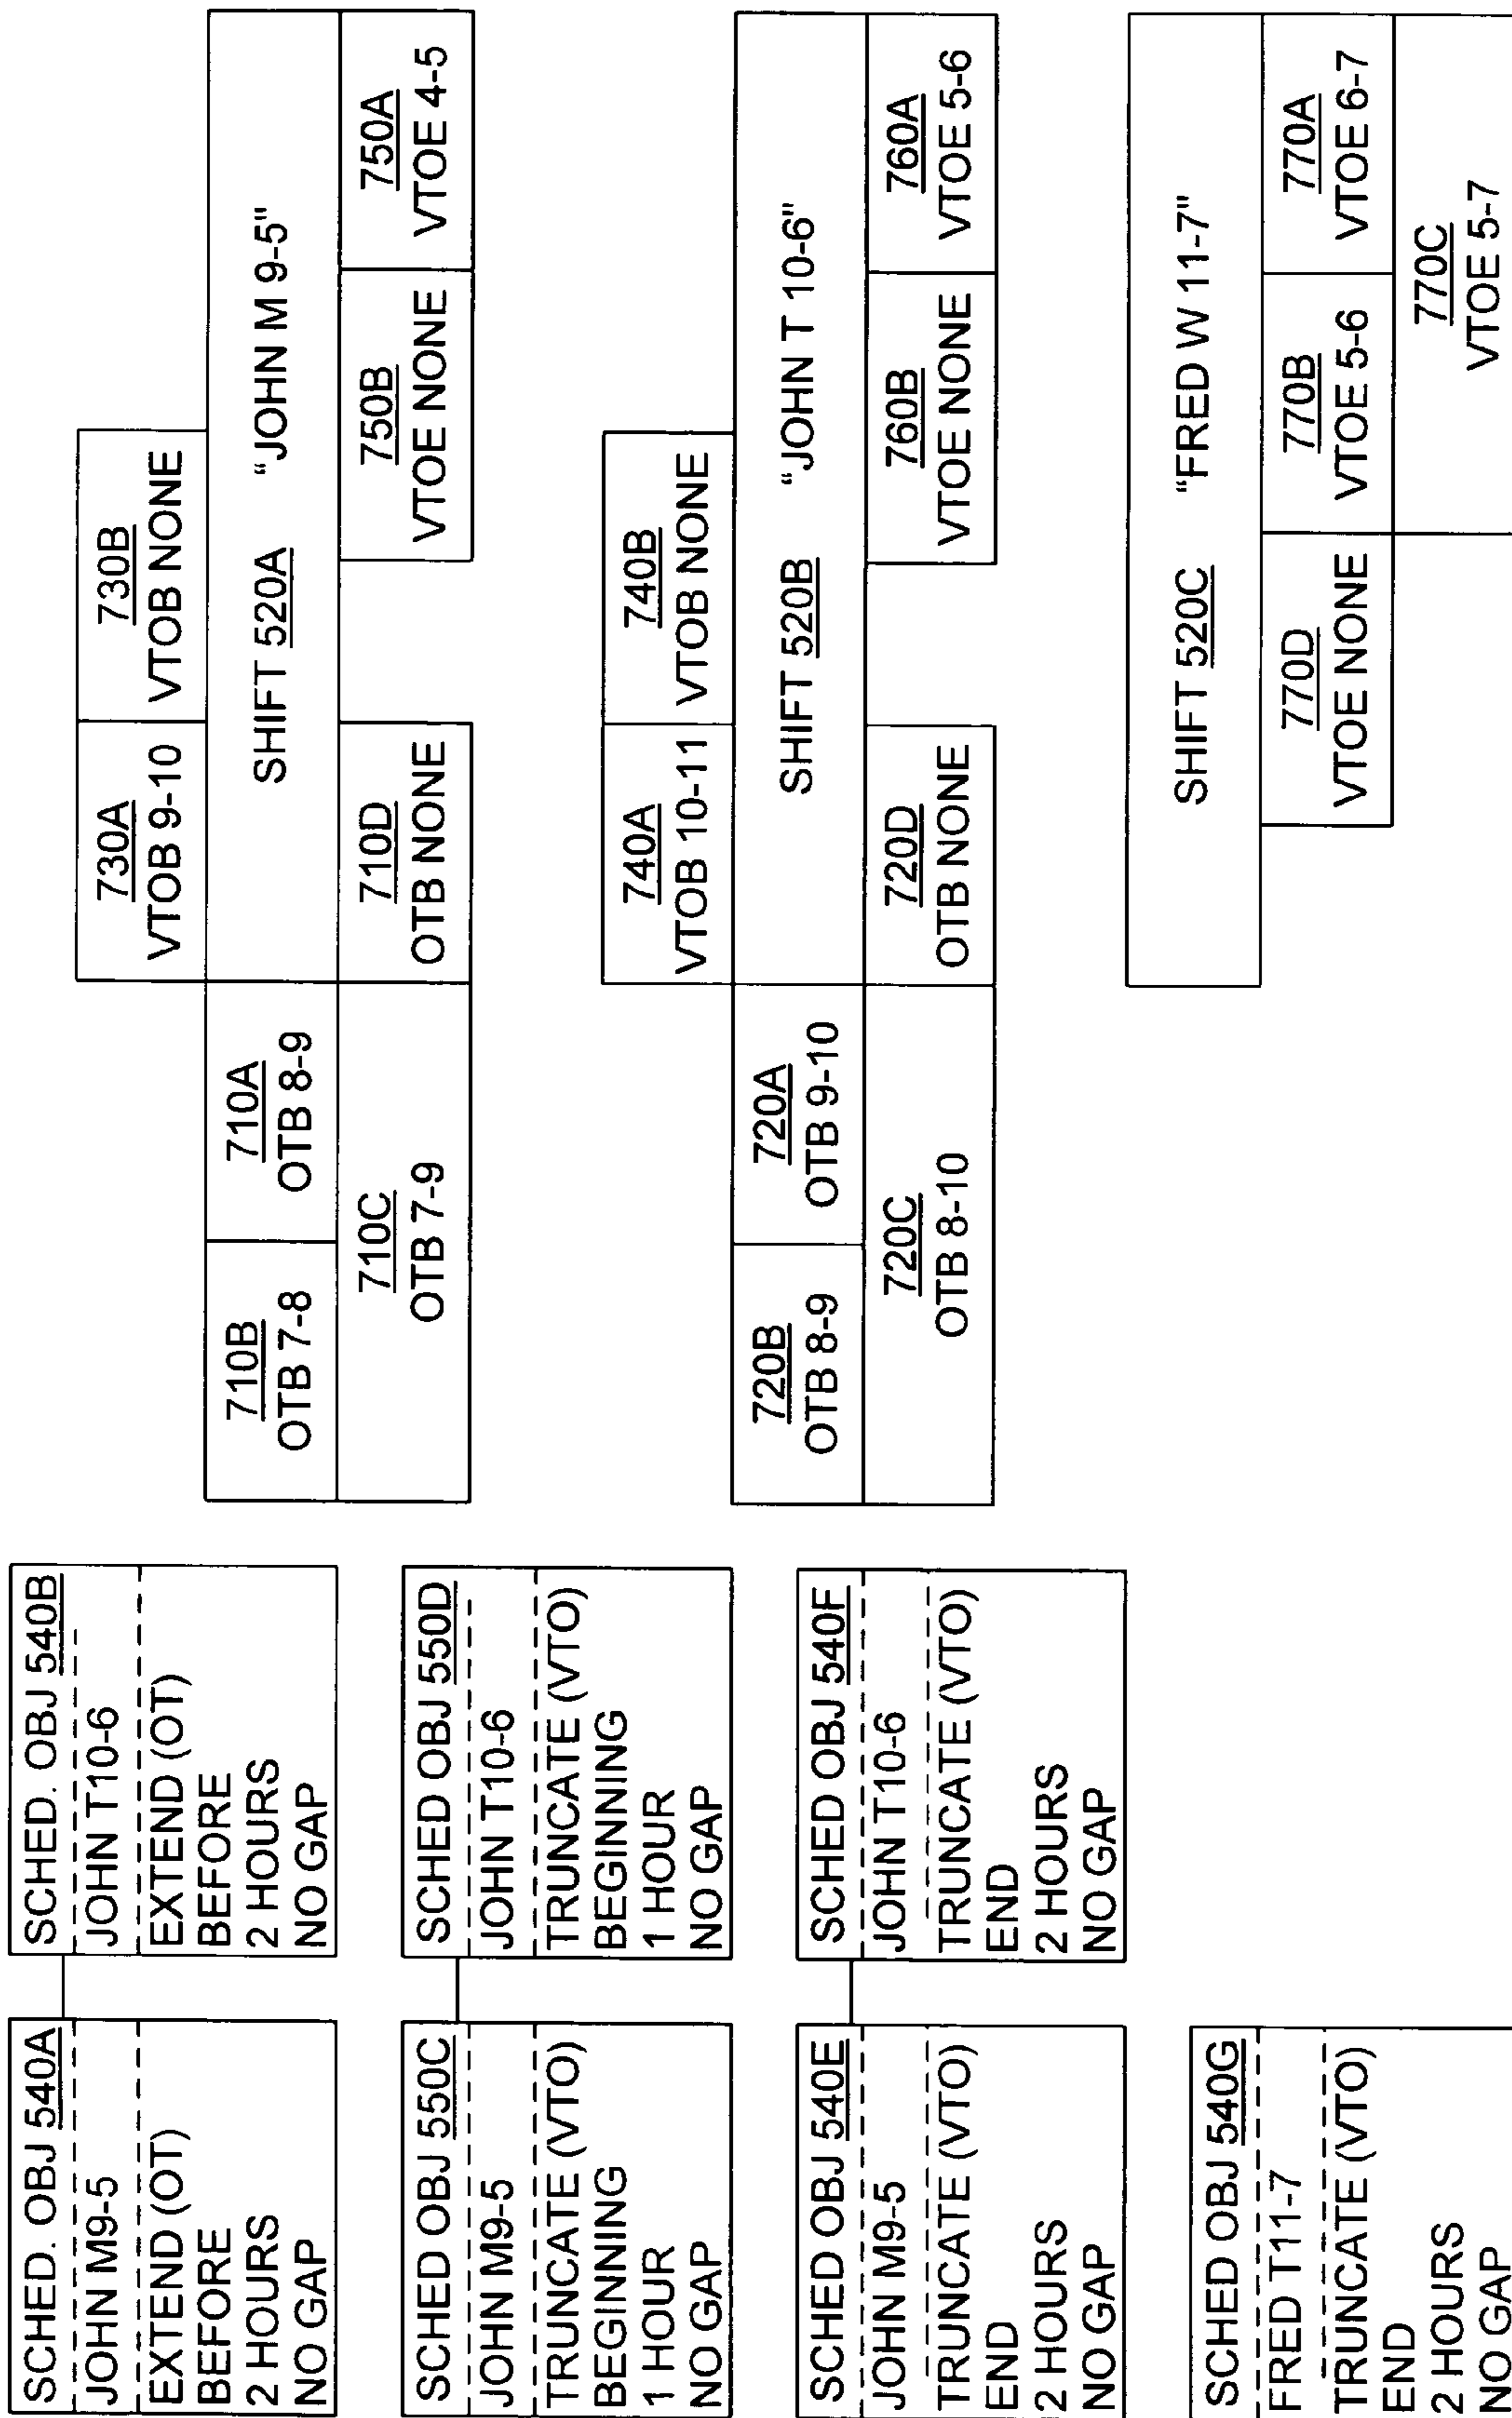 SCHED. OBJ 540A
JOHN M9-5
EXTEND (OT)
BEFORE
2 HOURS
NO GAP
SCHED. OBJ 540B
JOHN T10-6
EXTEND (OT)
BEFORE
2 HOURS
NO GAP
SCHED OBJ 550C
JOHN M9-5
TRUNCATE (VTO)
BEGINNING
1 HOUR
NO GAP
SCHED OBJ 550D
JOHN T10-6
TRUNCATE (VTO)
BEGINNING
1 HOUR
NO GAP
SCHED OBJ 540E
JOHN M9-5
TRUNCATE (VTO)
END
2 HOURS
NO GAP
SCHED OBJ 540F
JOHN T10-6
TRUNCATE (VTO)
END
2 HOURS
NO GAP
SCHED OBJ 540G
FRED T11-7
TRUNCATE (VTO)
END
2 HOURS
NO GAP
730A
VTOB 9-10
730B
VTOB NONE
710B
OTB 7-8
710A
OTB 8-9
SHIFT 520A "JOHN M 9-5"
710C
OTB 7-9
710D
OTB NONE
750B
VTOE NONE
750A
VTOE 4-5
740A
VTOB 10-11
740B
VTOB NONE
720B
OTB 8-9
720A
OTB 9-10
SHIFT 520B "JOHN T 10-6"
720C
OTB 8-10
720D
OTB NONE
760B
VTOE NONE
760A
VTOE 5-6
SHIFT 520C "FRED W 11-7"
770D
VTOE NONE
770B
VTOE 5-6
770A
VTOE 6-7
770C
VTOE 5-7